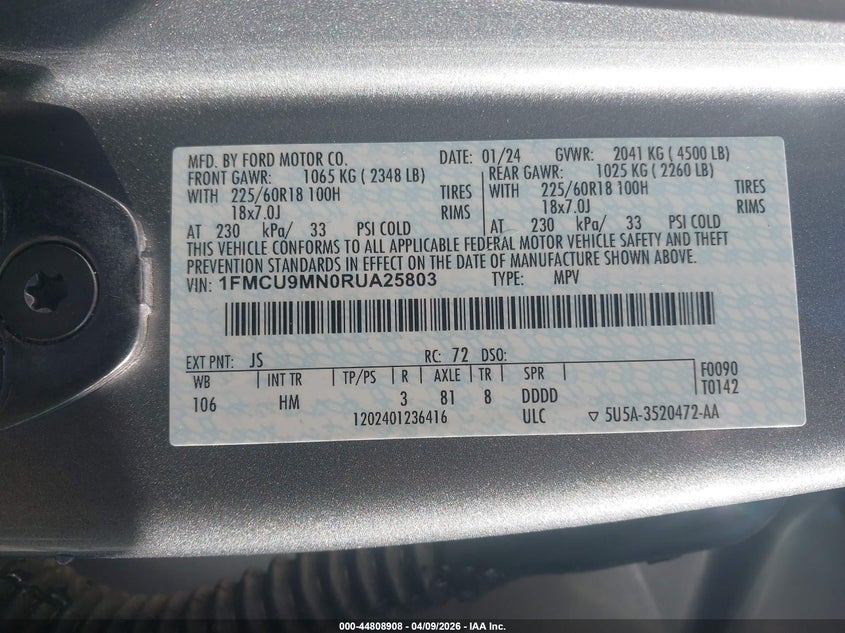 MFD. BY FORD MOTOR CO. DATE: 01/24 GVWR: 2041 KG ( 4500 LB)
FRONT GAWR: 1065 KG ( 2348 LB) REAR GAWR: 1025 KG ( 2260 LB)
WITH 225/60R18 100H TIRES WITH 225/60R18 100H TIRES
18x7.0J RIMS 18x7.0J RIMS
AT 230 kPa/ 33 PSI COLD AT 230 kPa/ 33 PSI COLD
THIS VEHICLE CONFORMS TO ALL APPLICABLE FEDERAL MOTOR VEHICLE SAFETY AND THEFT
PREVENTION STANDARDS IN EFFECT ON THE DATE OF MANUFACTURE SHOWN ABOVE.
VIN: 1FMCU9MN0RUA25803 TYPE: MPV
EXT PNT: JS RC: 72 DSO:
WB INT TR TP/PS R AXLE TR SPR F0090
106 HM 3 81 8 DDDD T0142
1202401236416 ULC ▽ 5U5A-3520472-AA
000-44808908 | 04/09/2026 - IAA Inc.